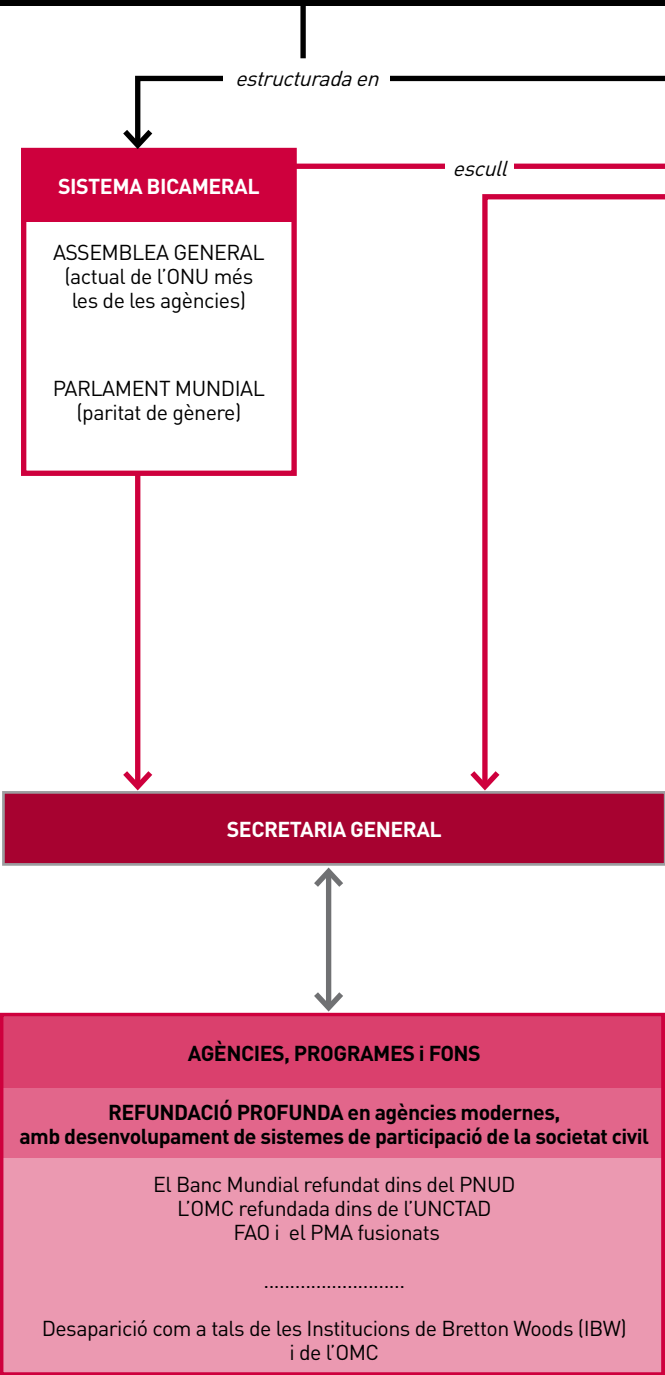 estructurada en
SISTEMA BICAMERAL
escull
ASSEMBLEA GENERAL
(actual de l'ONU més
les de les agències)
PARLAMENT MUNDIAL
(paritat de gènere)
SECRETARIA GENERAL
AGÈNCIES, PROGRAMES i FONS
REFUNDACIÓ PROFUNDA en agències modernes,
amb desenvolupament de sistemes de participació de la societat civil
El Banc Mundial refundat dins del PNUD
L'OMC refundada dins de l'UNCTAD
FAO i el PMA fusionats
...........................
Desaparició com a tals de les Institucions de Bretton Woods (IBW)
i de l'OMC